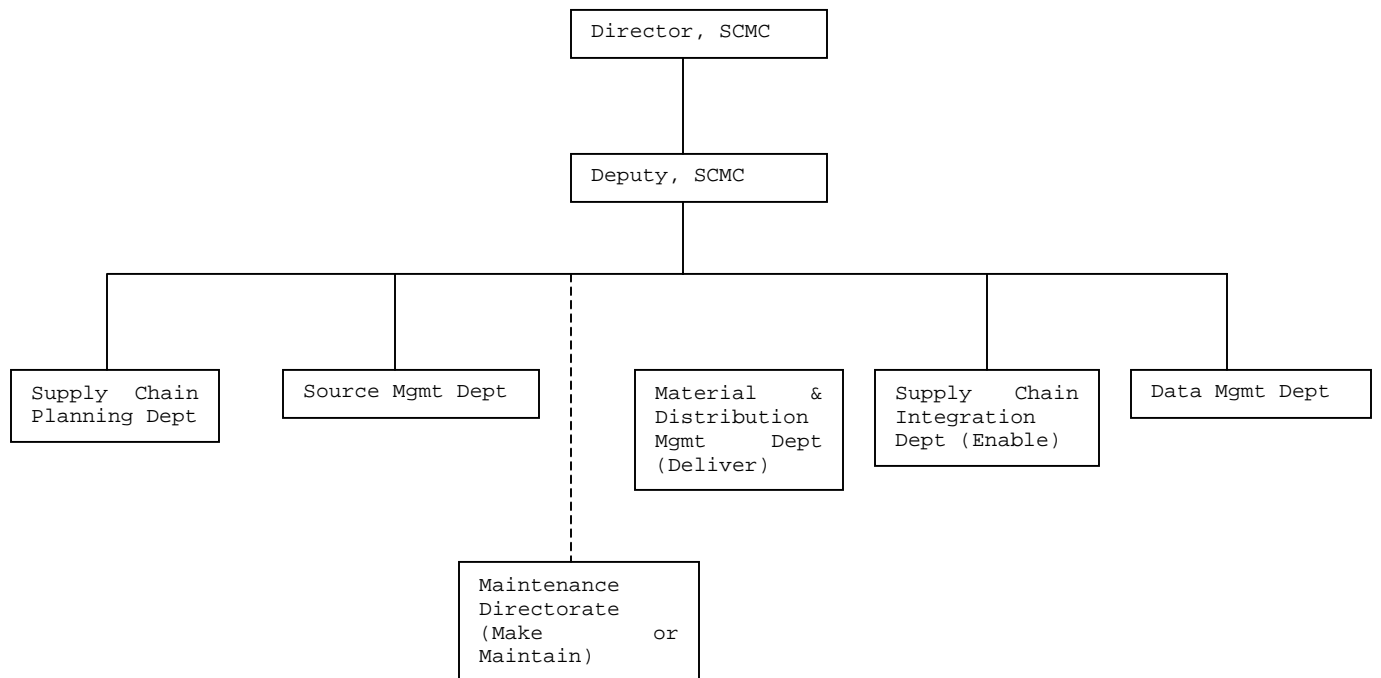 Director, SCMC
Deputy, SCMC
Supply Chain
Planning Dept
Source Mgmt Dept
Material &
Distribution
Mgmt Dept
(Deliver)
Supply Chain
Integration
Dept (Enable)
Data Mgmt Dept
Maintenance
Directorate
(Make or
Maintain)